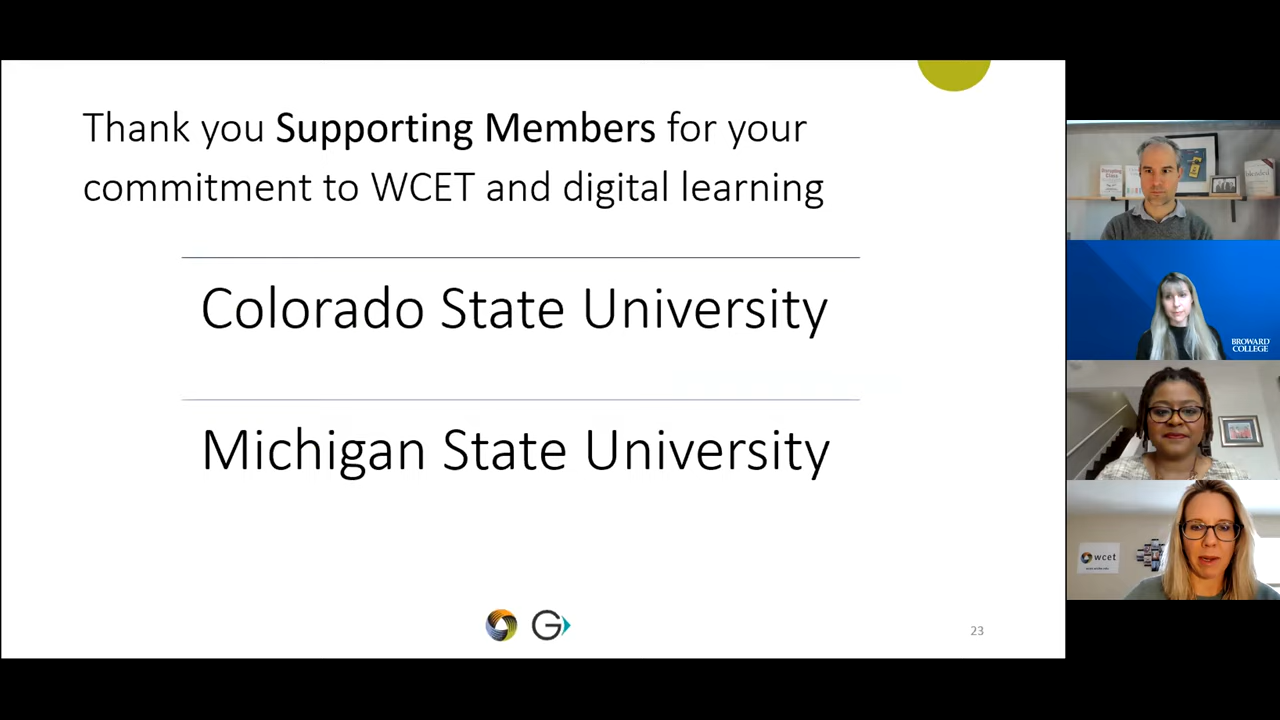 Thank you Supporting Members for your
commitment to WCET and digital learning
Colorado State University
Michigan State University
23
BROWARD
COLLEGE
wcet